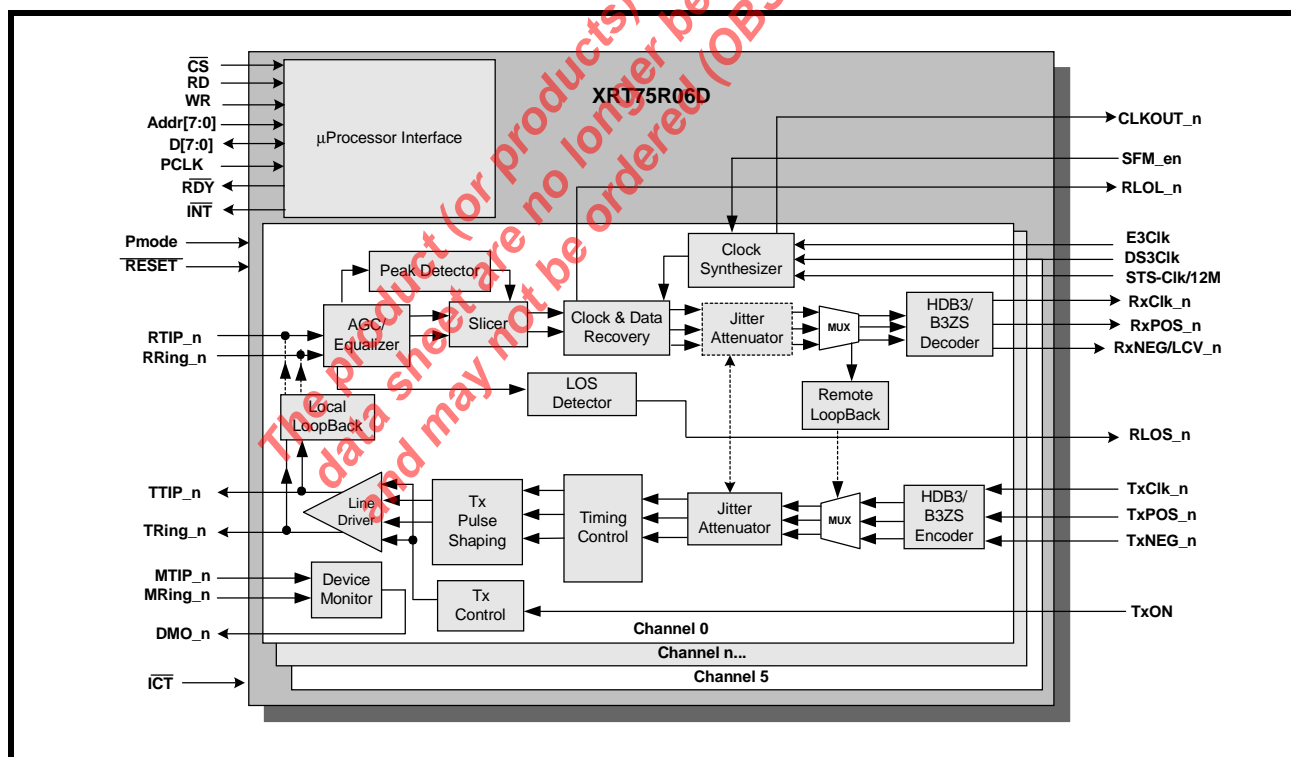 XRT75R06D
CS
RD
WR
Addr[7:0]
D[7:0]
PCLK
RDY
INT
µProcessor Interface
Pmode
RESET
CLKOUT_n
SFM_en
RLOL_n
E3Clk
DS3Clk
STS-Clk/12M
Clock
Synthesizer
Peak Detector
RTIP_n
RRing_n
AGC/
Equalizer
Slicer
Clock & Data
Recovery
Jitter
Attenuator
MUX
HDB3/
B3ZS
Decoder
RxClk_n
RxPOS_n
RxNEG/LCV_n
Local
LoopBack
LOS
Detector
Remote
LoopBack
RLOS_n
TTIP_n
TRing_n
Line
Driver
Tx
Pulse
Shaping
Timing
Control
Jitter
Attenuator
MUX
HDB3/
B3ZS
Encoder
TxClk_n
TxPOS_n
TxNEG_n
MTIP_n
MRing_n
DMO_n
Device
Monitor
Tx
Control
TxON
Channel 0
Channel n...
Channel 5
ICT
The product (or products)
data sheet are no longer be
and may not be ordered (OBS